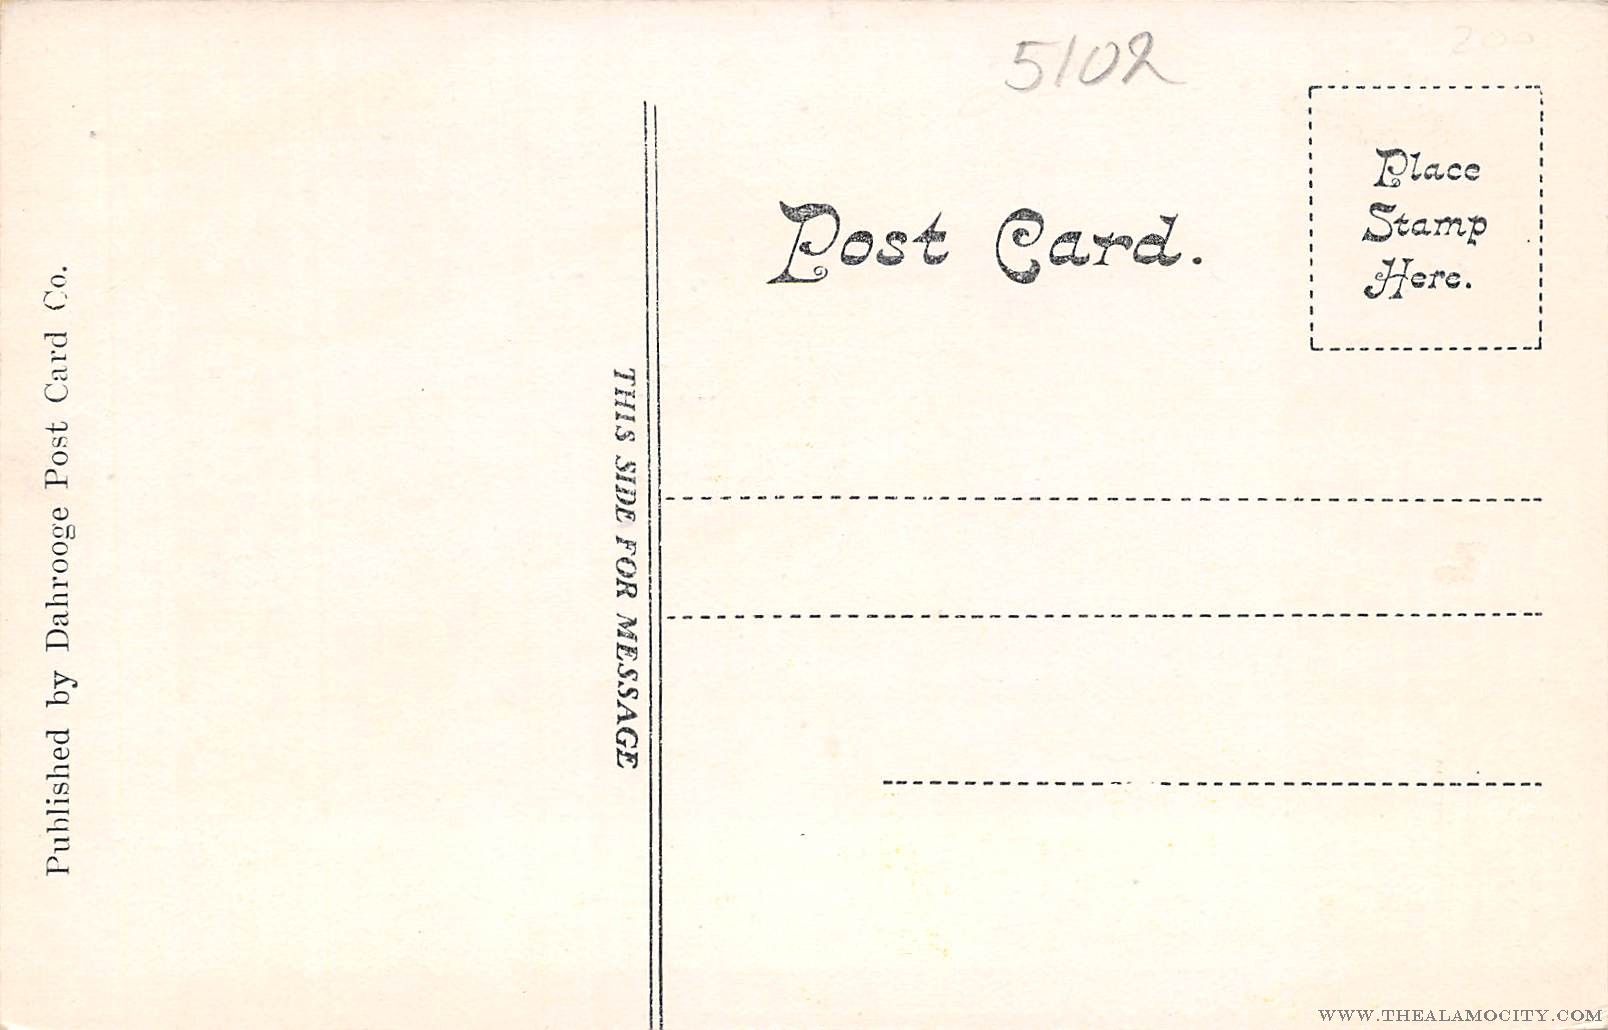 Published by Dahrooge Post Card Co.
THIS SIDE FOR MESSAGE
5102
200
Post Card.
Place
Stamp
Here.
WWW.THEALAMOCITY.COM